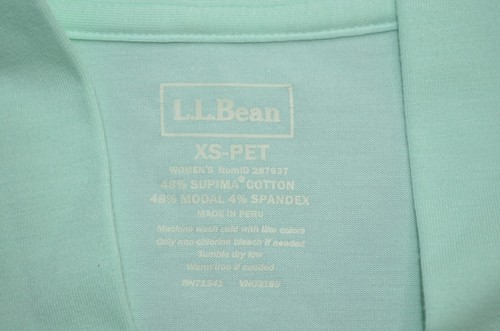 L.L.Bean
XS-PET
WOMEN'S ItemID 287937
48% SUPIMA® COTTON
48% MODAL 4% SPANDEX
MADE IN PERU
Machine wash cold with like colors
Only non-chlorine bleach if needed
Tumble dry low
Warm iron if needed
RN71341